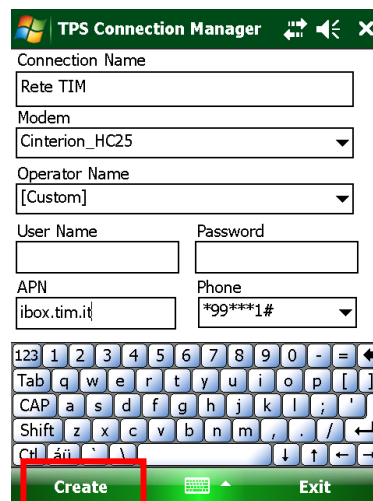 TPS Connection Manager
Connection Name
Rete TIM
Modem
Cinterion_HC25
Operator Name
[Custom]
User Name Password
APN Phone
ibox.tim.it *99***1#
123 1 2 3 4 5 6 7 8 9 0 - =
Tab q w e r t y u i o p [ ]
CAP a s d f g h j k l ; '
Shift z x c v b n m , . /
Ctl áü ` \
Create Exit